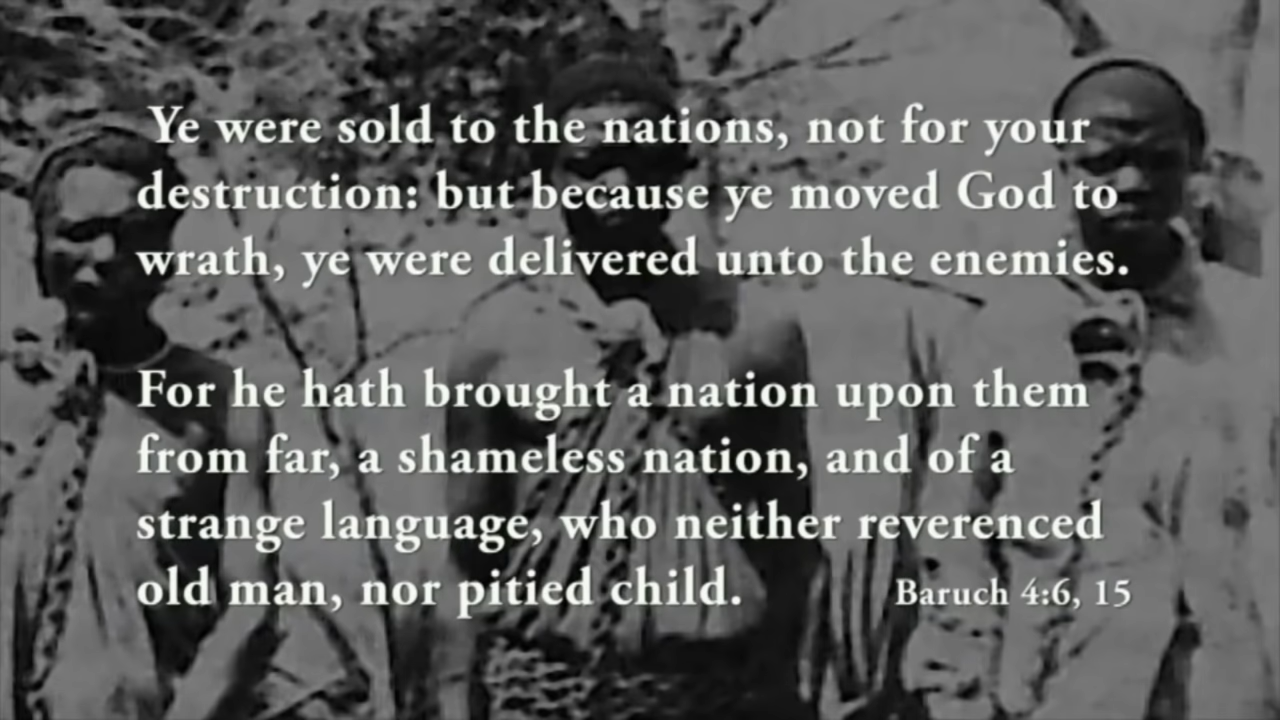 Ye were sold to the nations, not for your
destruction: but because ye moved God to
wrath, ye were delivered unto the enemies.
For he hath brought a nation upon them
from far, a shameless nation, and of a
strange language, who neither reverenced
old man, nor pitied child.
Baruch 4:6, 15